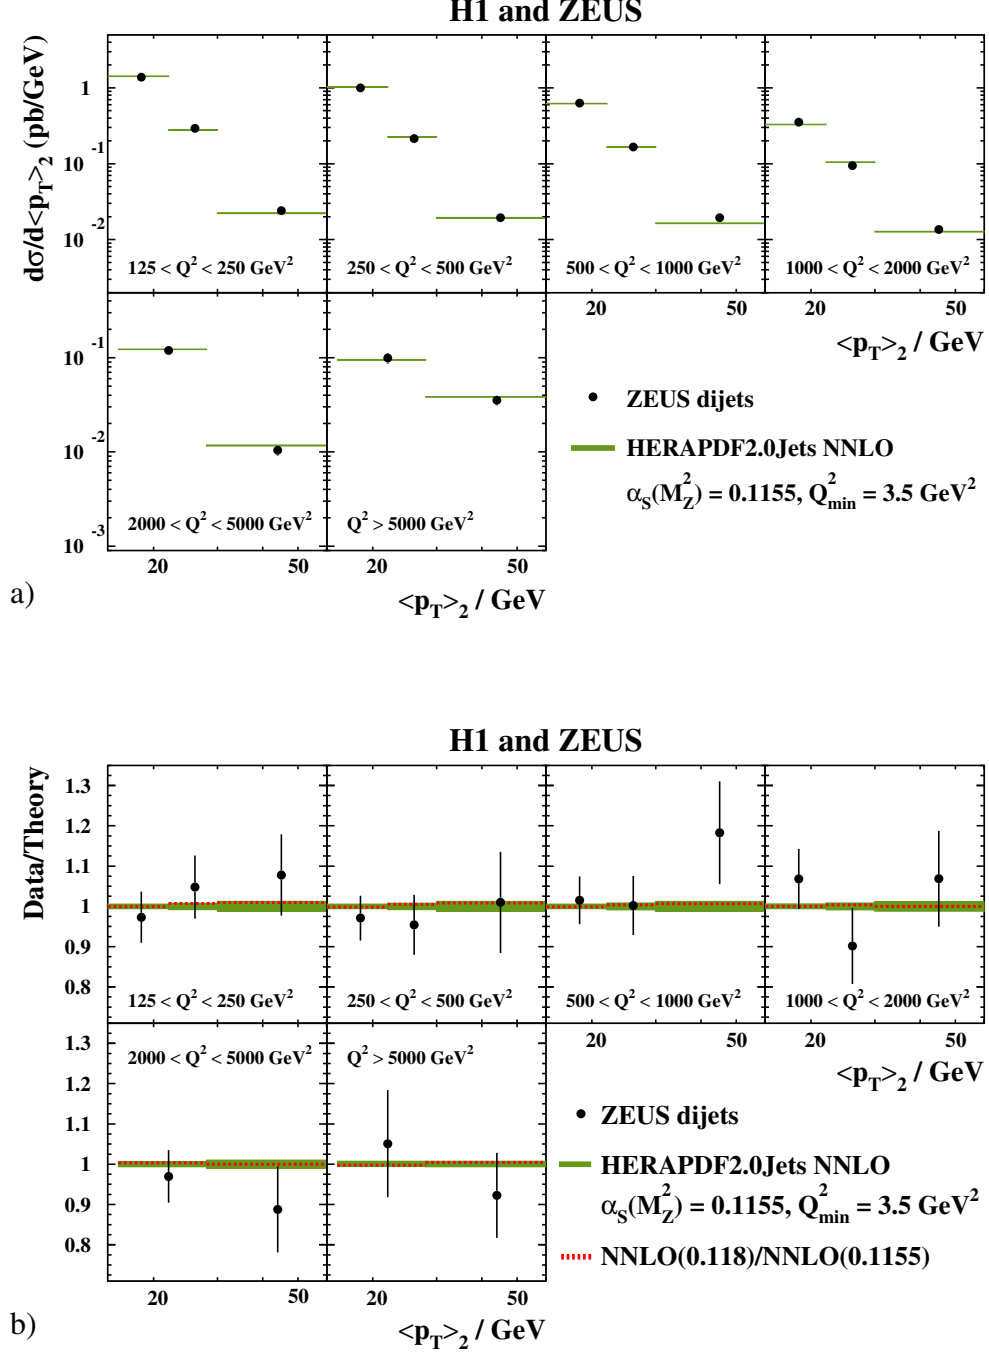 H1 and ZEUS
dσ/d<p_T>_2 (pb/GeV)
1
10^-1
10^-2
125 < Q^2 < 250 GeV^2
250 < Q^2 < 500 GeV^2
500 < Q^2 < 1000 GeV^2
1000 < Q^2 < 2000 GeV^2
20 50 20 50
<p_T>_2 / GeV
10^-1
10^-2
10^-3
2000 < Q^2 < 5000 GeV^2
Q^2 > 5000 GeV^2
ZEUS dijets
HERAPDF2.0Jets NNLO
α_S(M_Z^2) = 0.1155, Q_min^2 = 3.5 GeV^2
20 50 20 50
<p_T>_2 / GeV
a)
H1 and ZEUS
Data/Theory
1.3
1.2
1.1
1
0.9
0.8
125 < Q^2 < 250 GeV^2
250 < Q^2 < 500 GeV^2
500 < Q^2 < 1000 GeV^2
1000 < Q^2 < 2000 GeV^2
20 50 20 50
<p_T>_2 / GeV
1.3
1.2
1.1
1
0.9
0.8
2000 < Q^2 < 5000 GeV^2
Q^2 > 5000 GeV^2
ZEUS dijets
HERAPDF2.0Jets NNLO
α_S(M_Z^2) = 0.1155, Q_min^2 = 3.5 GeV^2
NNLO(0.118)/NNLO(0.1155)
20 50 20 50
<p_T>_2 / GeV
b)